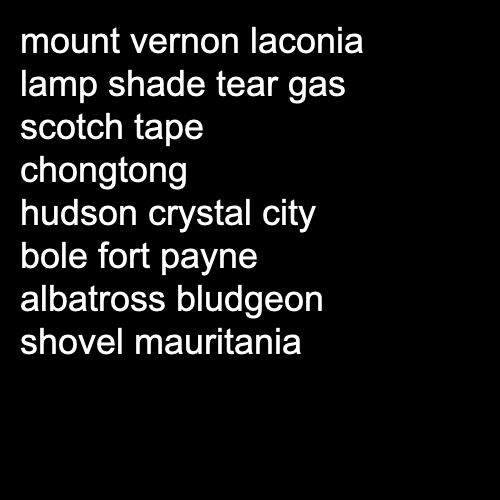 mount vernon laconia
lamp shade tear gas
scotch tape
chongtong
hudson crystal city
bole fort payne
albatross bludgeon
shovel mauritania